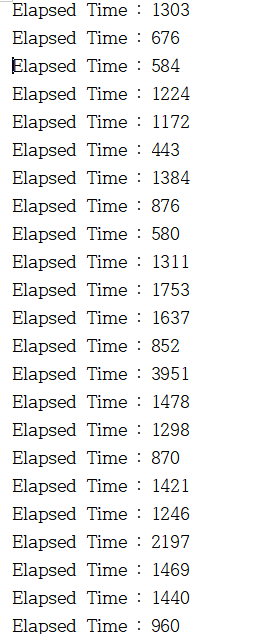 Elapsed Time : 1303
Elapsed Time : 676
Elapsed Time : 584
Elapsed Time : 1224
Elapsed Time : 1172
Elapsed Time : 443
Elapsed Time : 1384
Elapsed Time : 876
Elapsed Time : 580
Elapsed Time : 1311
Elapsed Time : 1753
Elapsed Time : 1637
Elapsed Time : 852
Elapsed Time : 3951
Elapsed Time : 1478
Elapsed Time : 1298
Elapsed Time : 870
Elapsed Time : 1421
Elapsed Time : 1246
Elapsed Time : 2197
Elapsed Time : 1469
Elapsed Time : 1440
Elapsed Time : 960